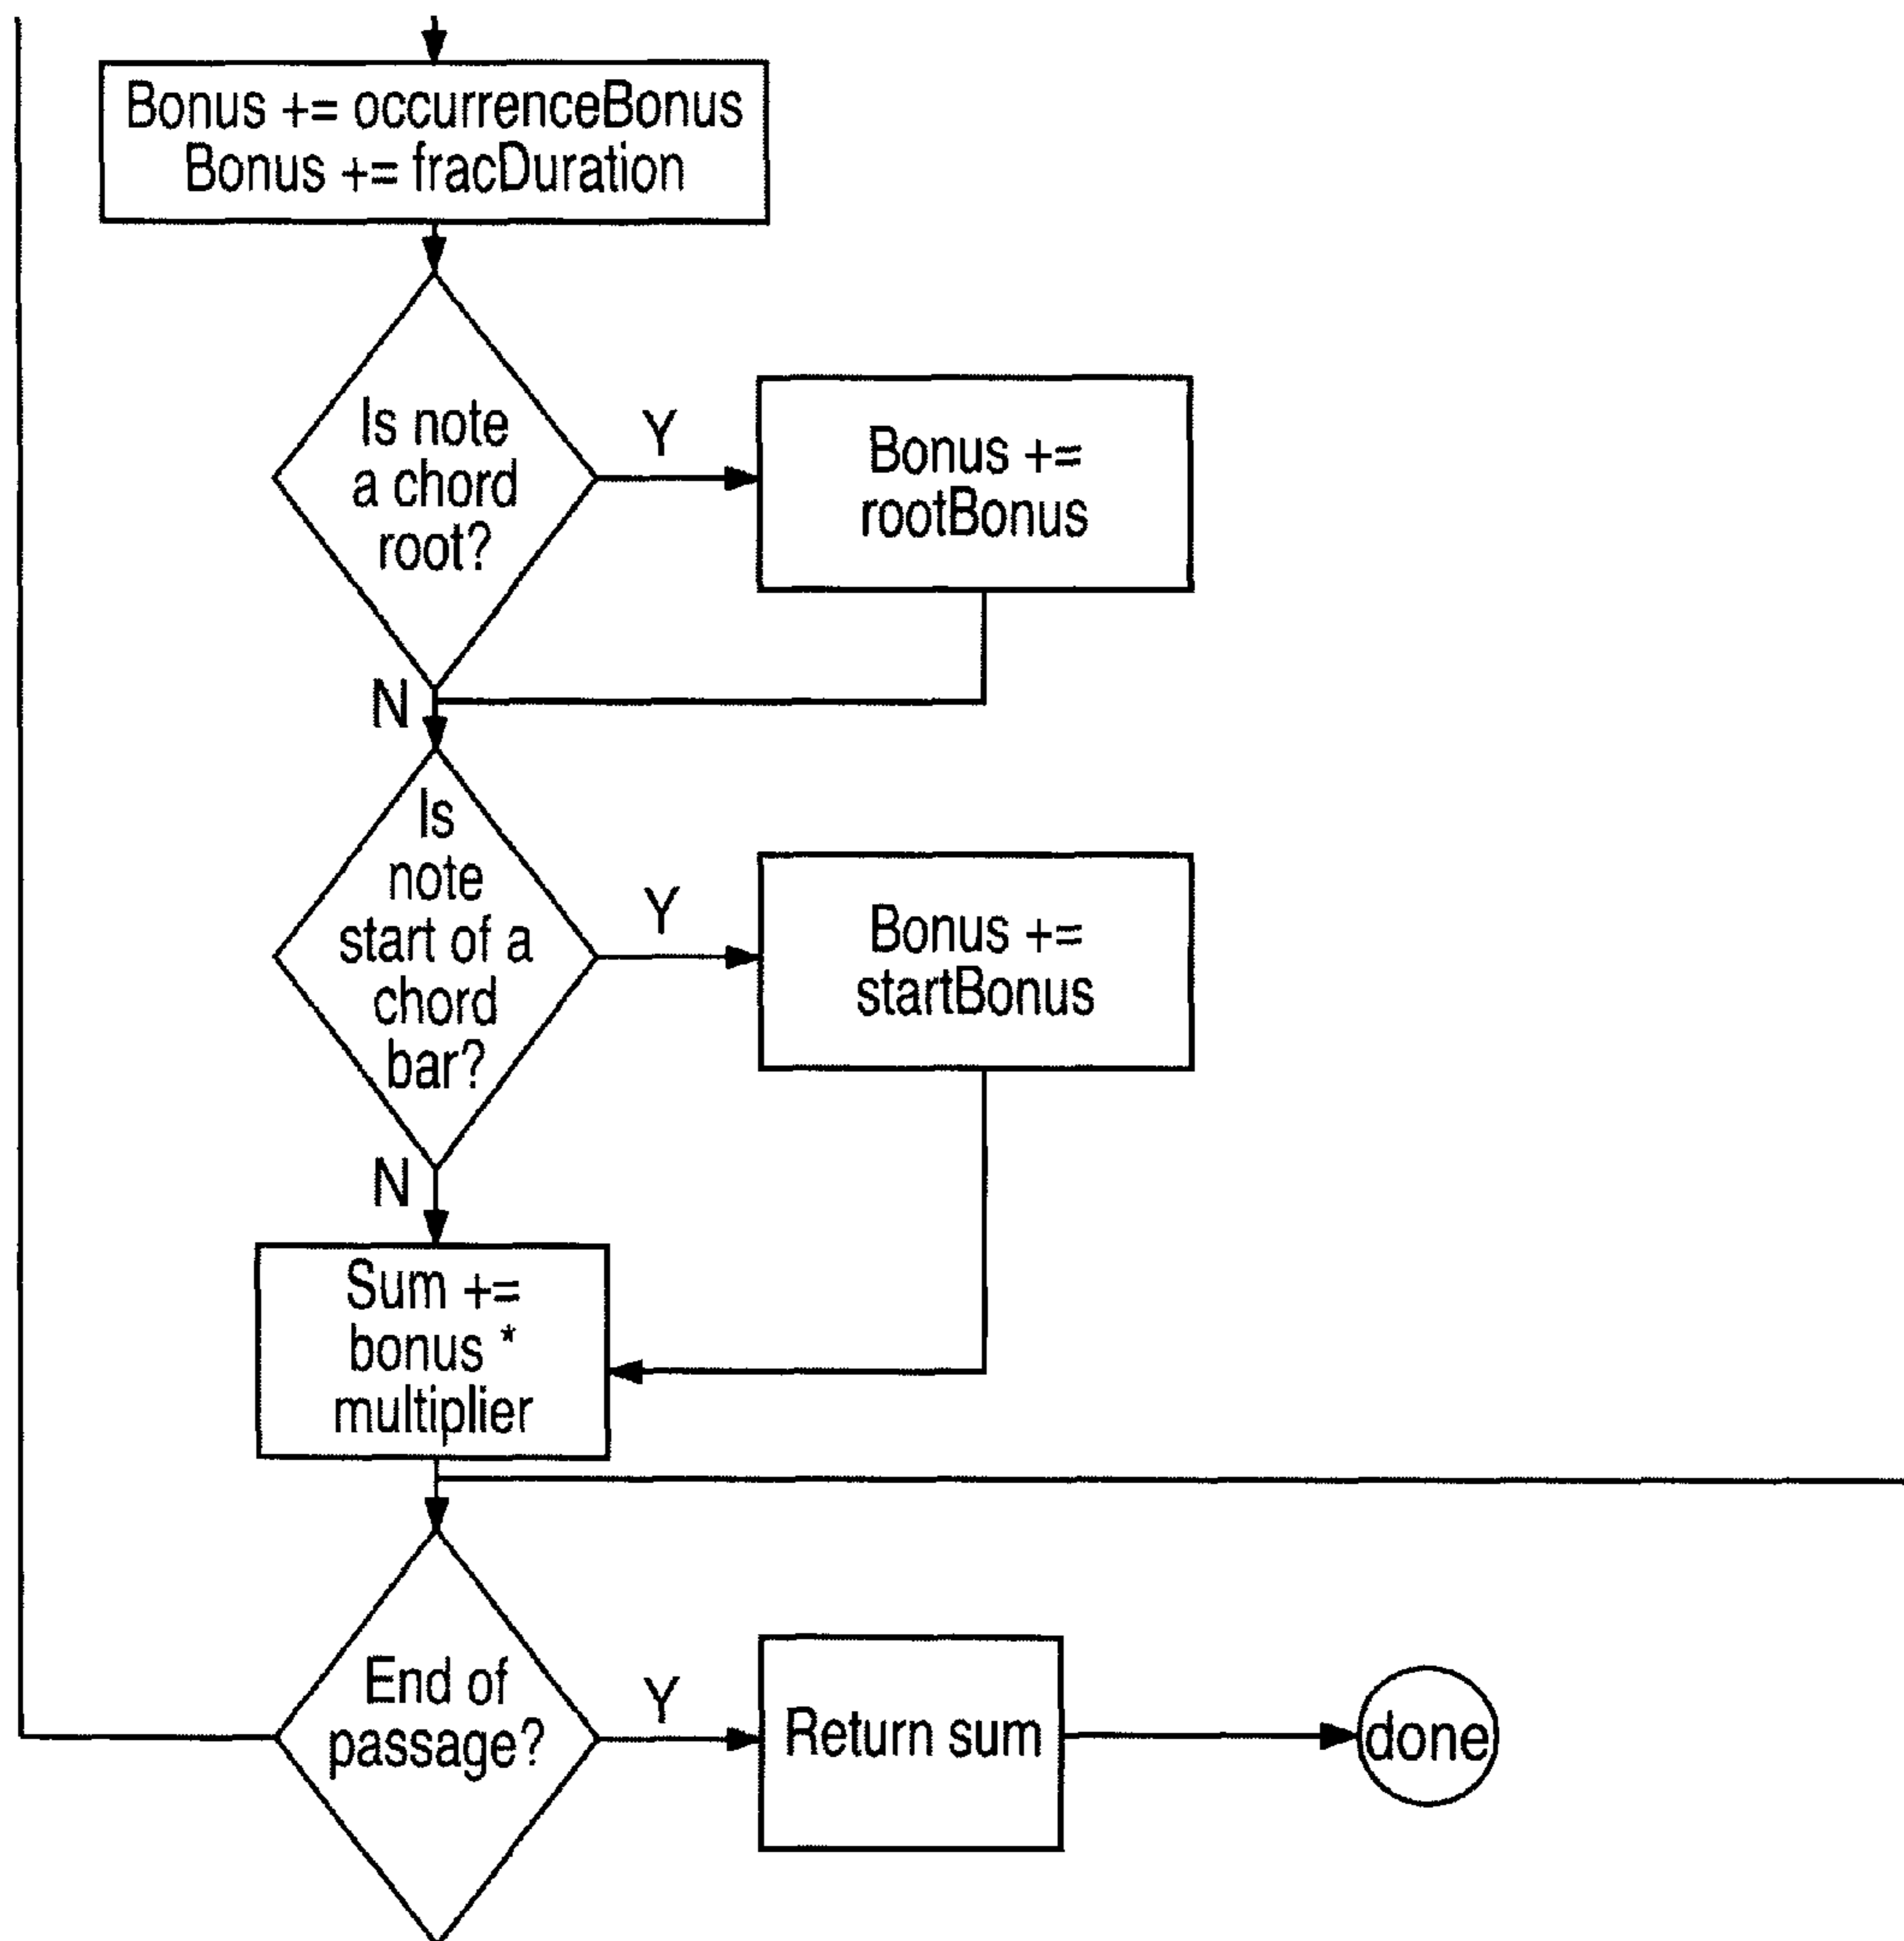 Bonus += occurrenceBonus
Bonus += fracDuration
Is note
a chord
root?
Y
Bonus +=
rootBonus
N
Is
note
start of a
chord
bar?
Y
Bonus +=
startBonus
N
Sum +=
bonus *
multiplier
End of
passage?
Y
Return sum
done